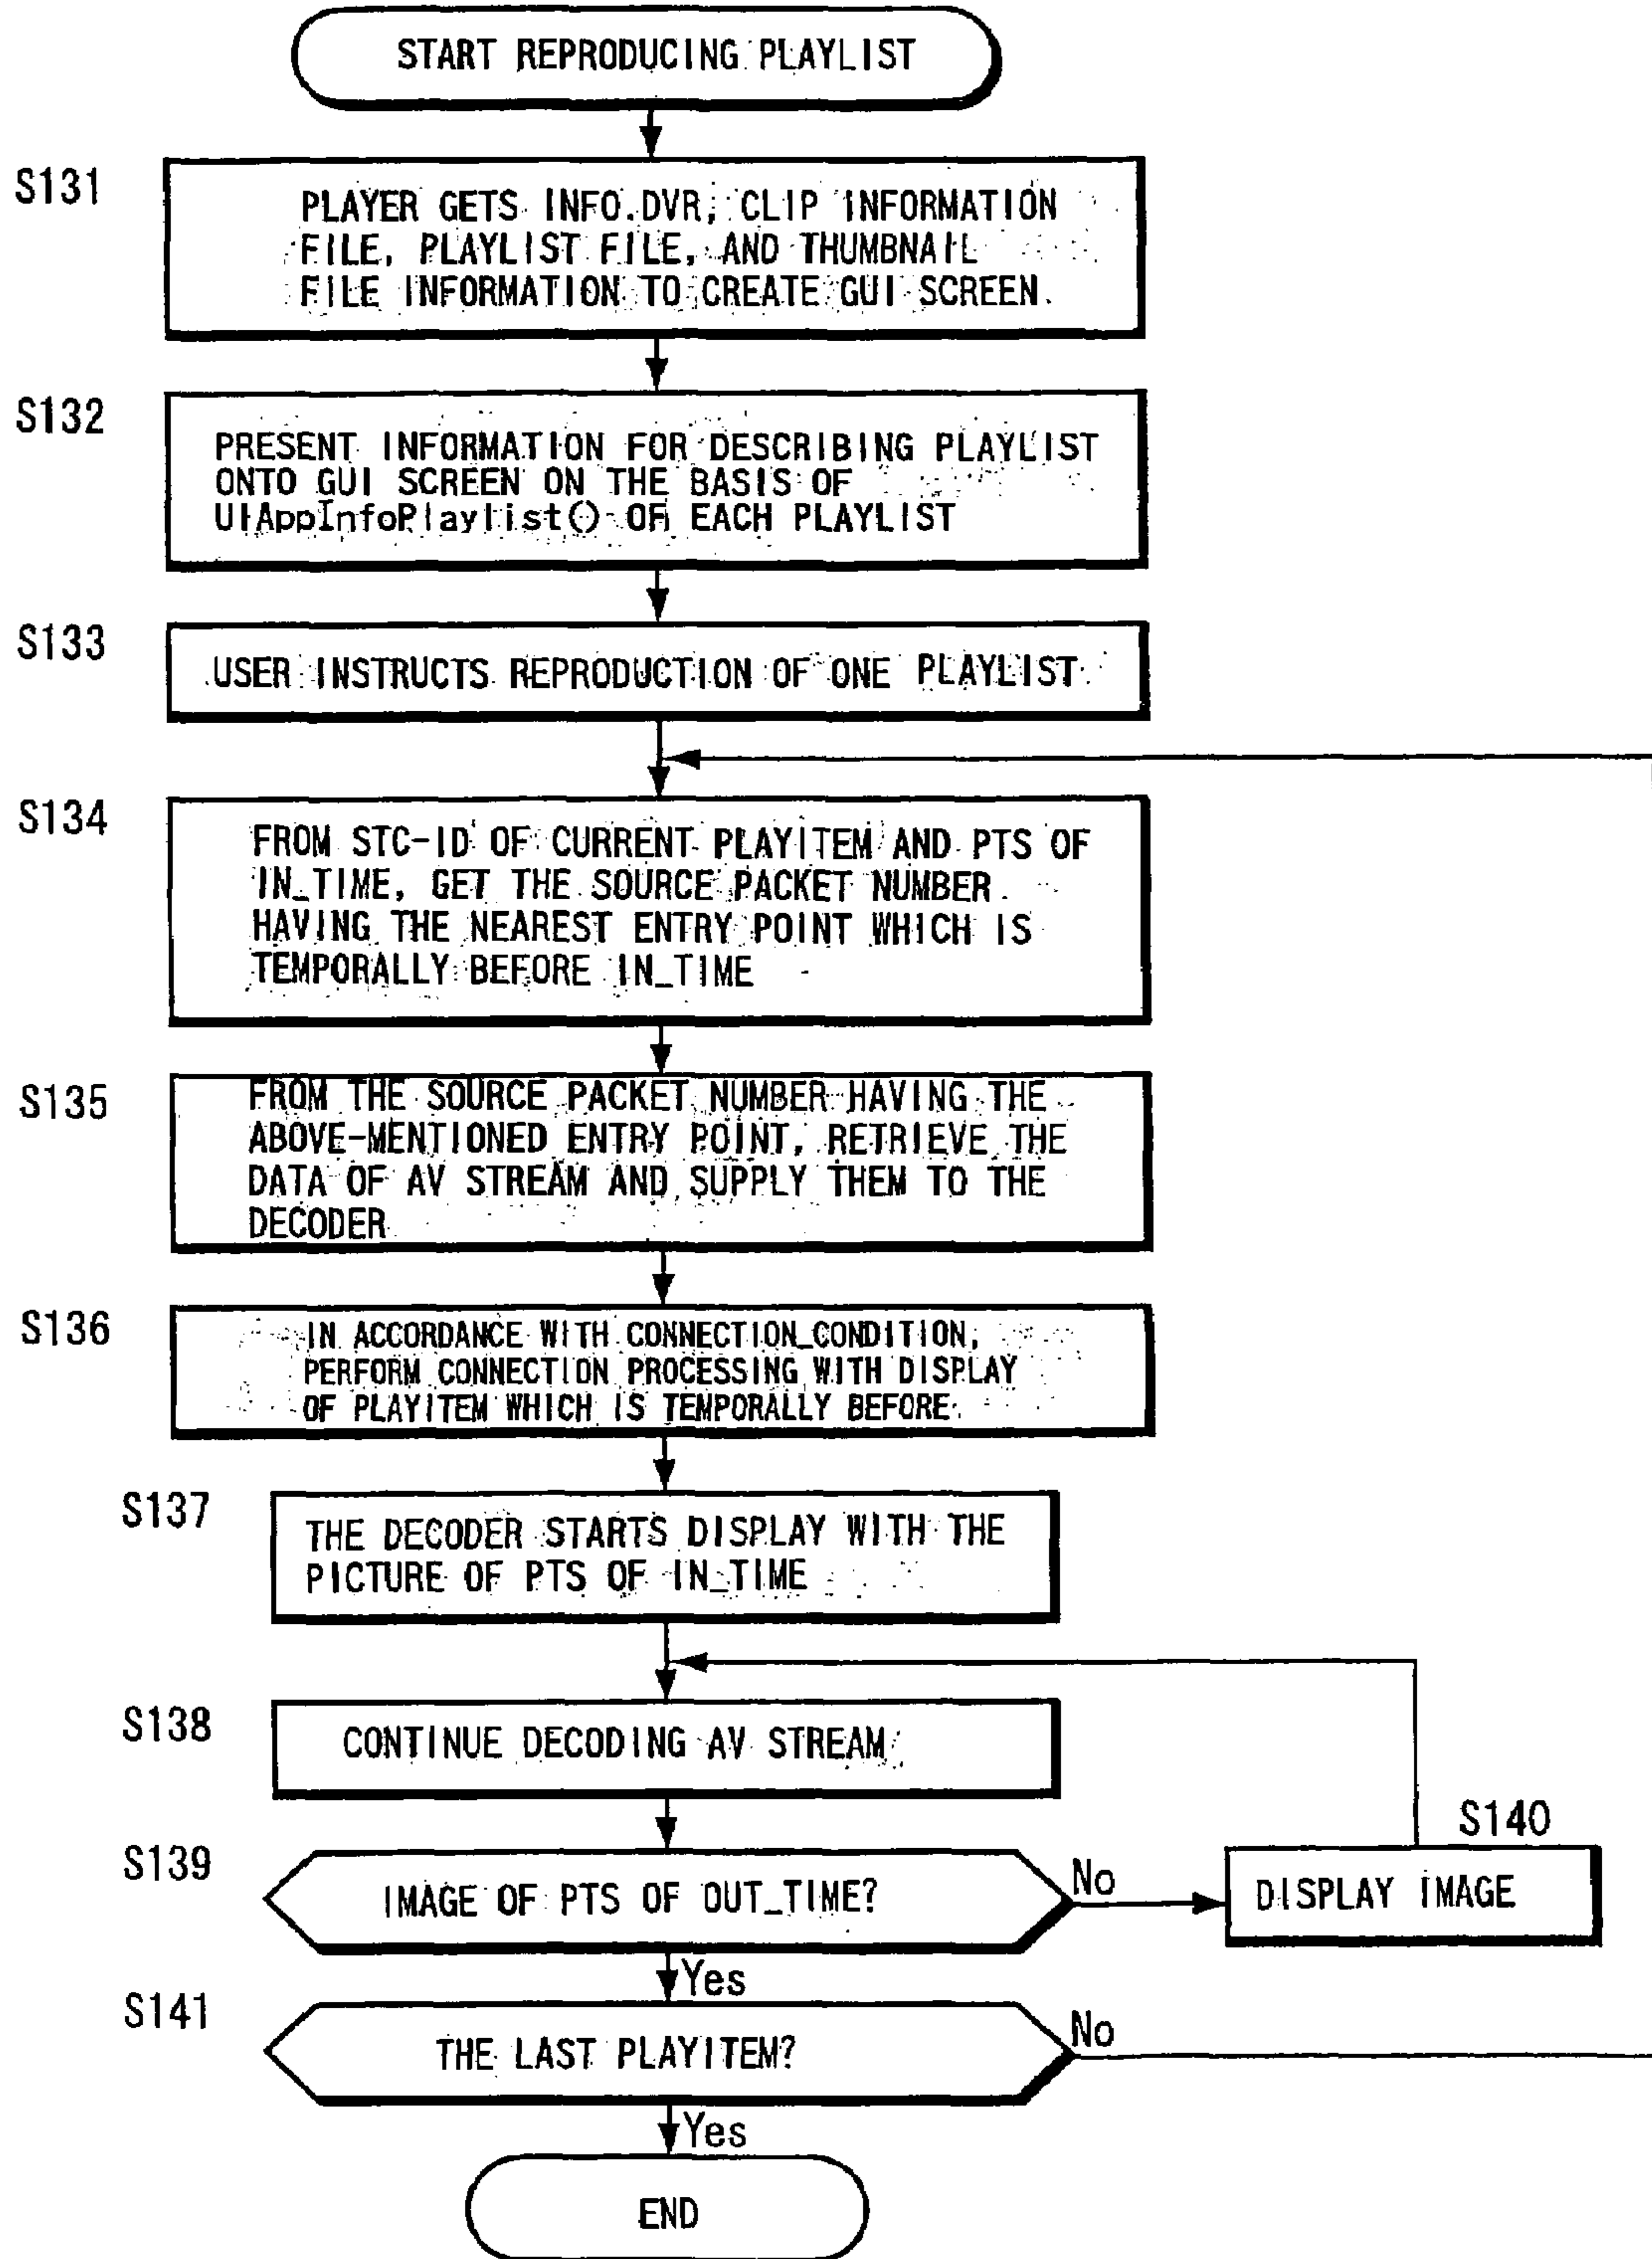 START REPRODUCING PLAYLIST
S131
PLAYER GETS INFO.DVR, CLIP INFORMATION
FILE, PLAYLIST FILE, AND THUMBNAIL
FILE INFORMATION TO CREATE GUI SCREEN.
S132
PRESENT INFORMATION FOR DESCRIBING PLAYLIST
ONTO GUI SCREEN ON THE BASIS OF
UIAppInfoPlaylist() OF EACH PLAYLIST
S133
USER INSTRUCTS REPRODUCTION OF ONE PLAYLIST
S134
FROM STC-ID OF CURRENT PLAYITEM AND PTS OF
IN_TIME, GET THE SOURCE PACKET NUMBER
HAVING THE NEAREST ENTRY POINT WHICH IS
TEMPORALLY BEFORE IN_TIME
S135
FROM THE SOURCE PACKET NUMBER HAVING THE
ABOVE-MENTIONED ENTRY POINT, RETRIEVE THE
DATA OF AV STREAM AND SUPPLY THEM TO THE
DECODER
S136
IN ACCORDANCE WITH CONNECTION_CONDITION,
PERFORM CONNECTION PROCESSING WITH DISPLAY
OF PLAYITEM WHICH IS TEMPORALLY BEFORE.
S137
THE DECODER STARTS DISPLAY WITH THE
PICTURE OF PTS OF IN_TIME
S138
CONTINUE DECODING AV STREAM
S139
IMAGE OF PTS OF OUT_TIME?
No
S140
DISPLAY IMAGE
Yes
S141
THE LAST PLAYITEM?
No
Yes
END